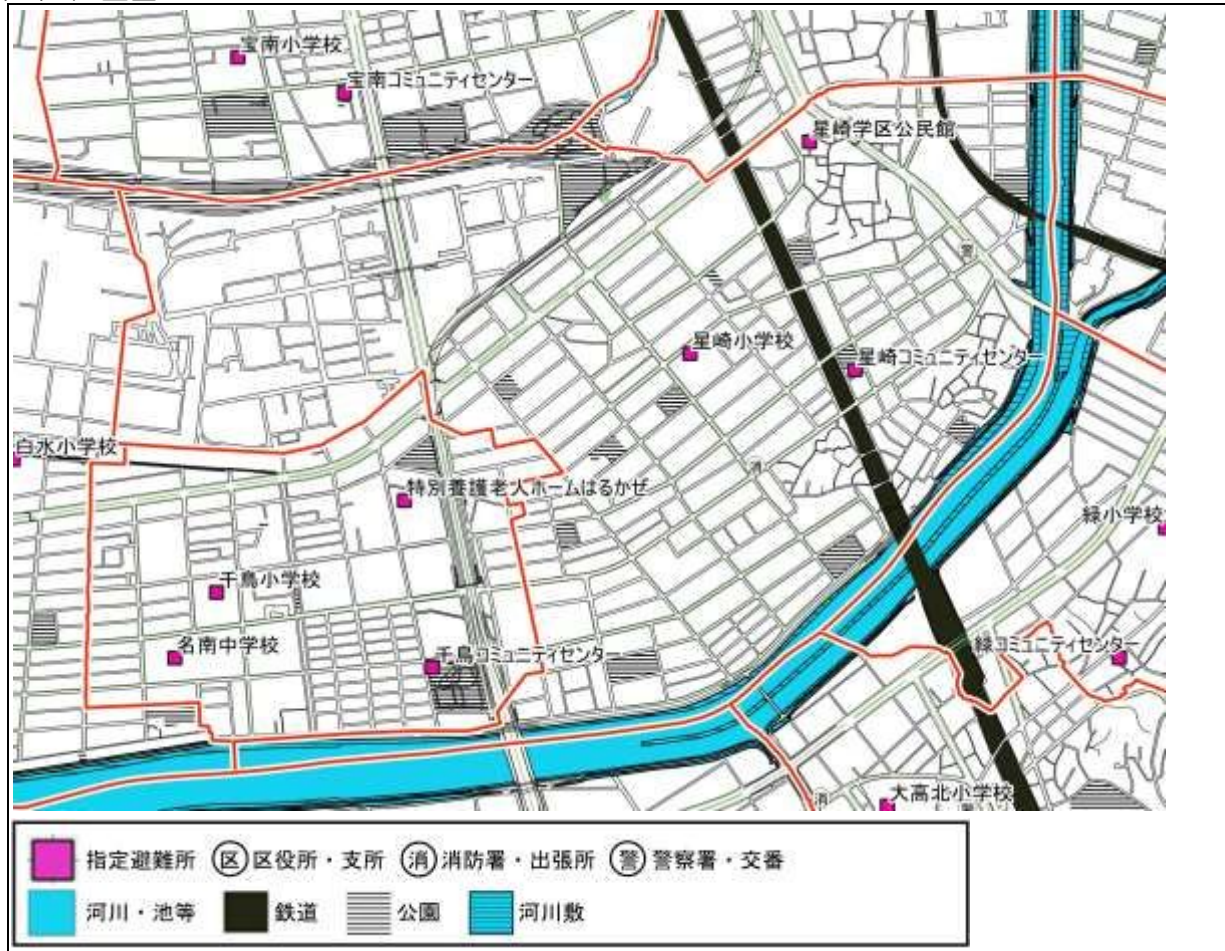 宝南小学校
宝南コミュニティセンター
星崎学区公民館
警
星崎小学校
星崎コミュニティセンター
白水小学校
消
特別養護老人ホームはるかぜ
緑小学校
千鳥小学校
名南中学校
千鳥コミュニティセンター
緑コミュニティセンター
消
大高北小学校
指定避難所 区 区役所・支所 消 消防署・出張所 警 警察署・交番
河川・池等 鉄道 公園 河川敷